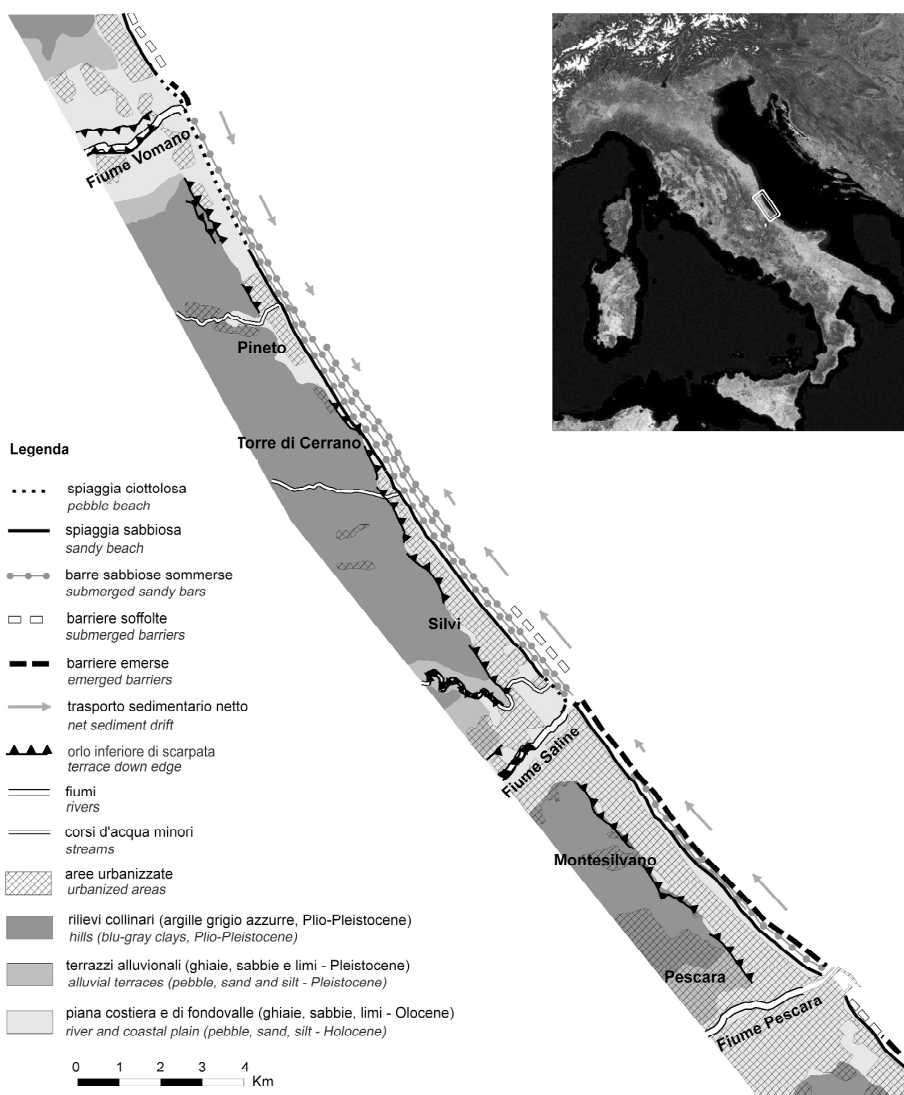 Fiume Vomano
Pineto
Torre di Cerrano
Silvi
Fiume Saline
Montesilvano
Pescara
Fiume Pescara
Legenda
spiaggia ciottolosa
pebble beach
spiaggia sabbiosa
sandy beach
barre sabbiose sommerse
submerged sandy bars
barriere soffolte
submerged barriers
barriere emerse
emerged barriers
trasporto sedimentario netto
net sediment drift
orlo inferiore di scarpata
terrace down edge
fiumi
rivers
corsi d'acqua minori
streams
aree urbanizzate
urbanized areas
rilievi collinari (argille grigio azzurre, Plio-Pleistocene)
hills (blu-gray clays, Plio-Pleistocene)
terrazzi alluvionali (ghiaie, sabbie e limi - Pleistocene)
alluvial terraces (pebble, sand and silt - Pleistocene)
piana costiera e di fondovalle (ghiaie, sabbie, limi - Olocene)
river and coastal plain (pebble, sand, silt - Holocene)
0 1 2 3 4
Km